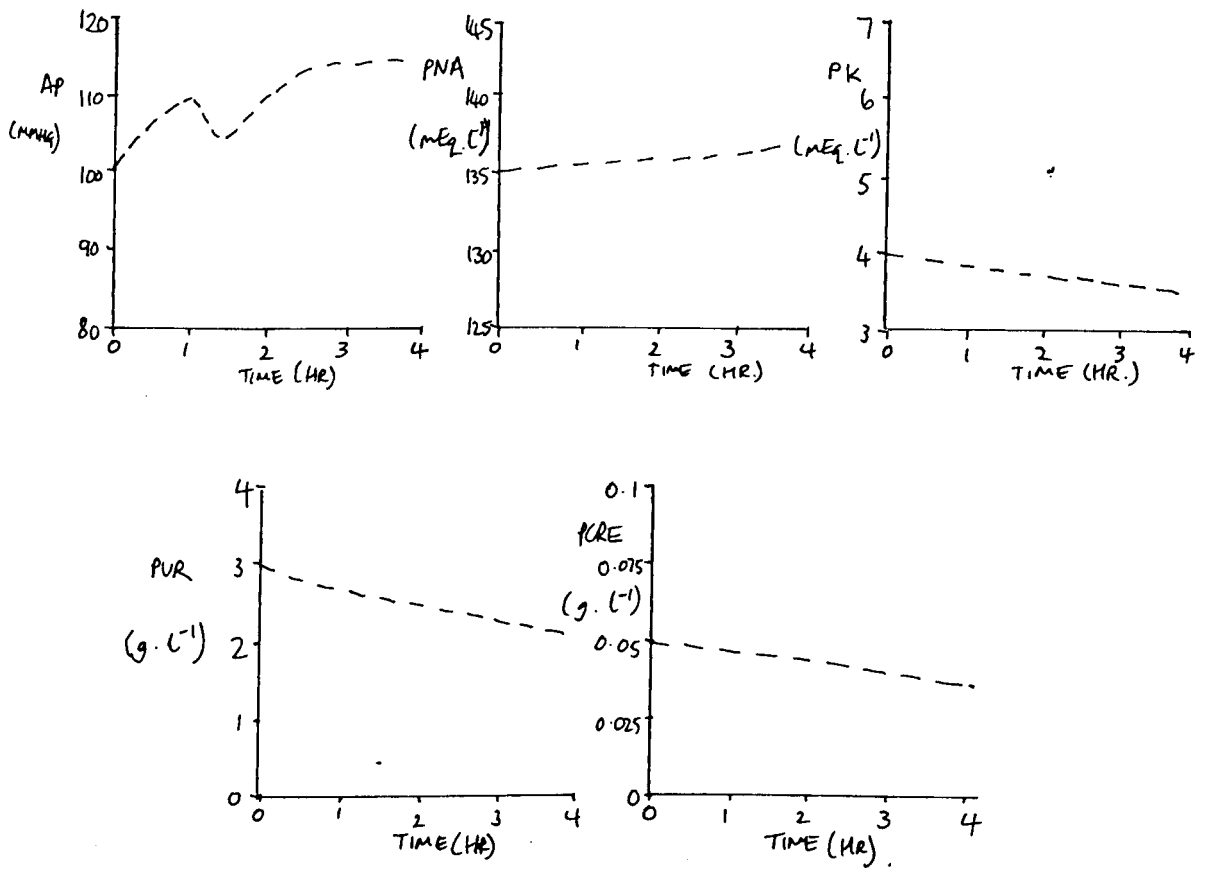 120
AP
110
(MMHG)
100
90
80
0 1 2 3 4
TIME (HR)
145
PNA
140
(mEq.l⁻¹)
135
130
125
0 1 2 3 4
TIME (HR.)
7
PK
6
(mEq.l⁻¹)
5
4
3
0 1 2 3 4
TIME (HR.)
4
PUR
3
(g.l⁻¹)
2
1
0
0 1 2 3 4
TIME (HR)
0.1
PCRE
0.075
(g.l⁻¹)
0.05
0.025
0
0 1 2 3 4
TIME (HR).